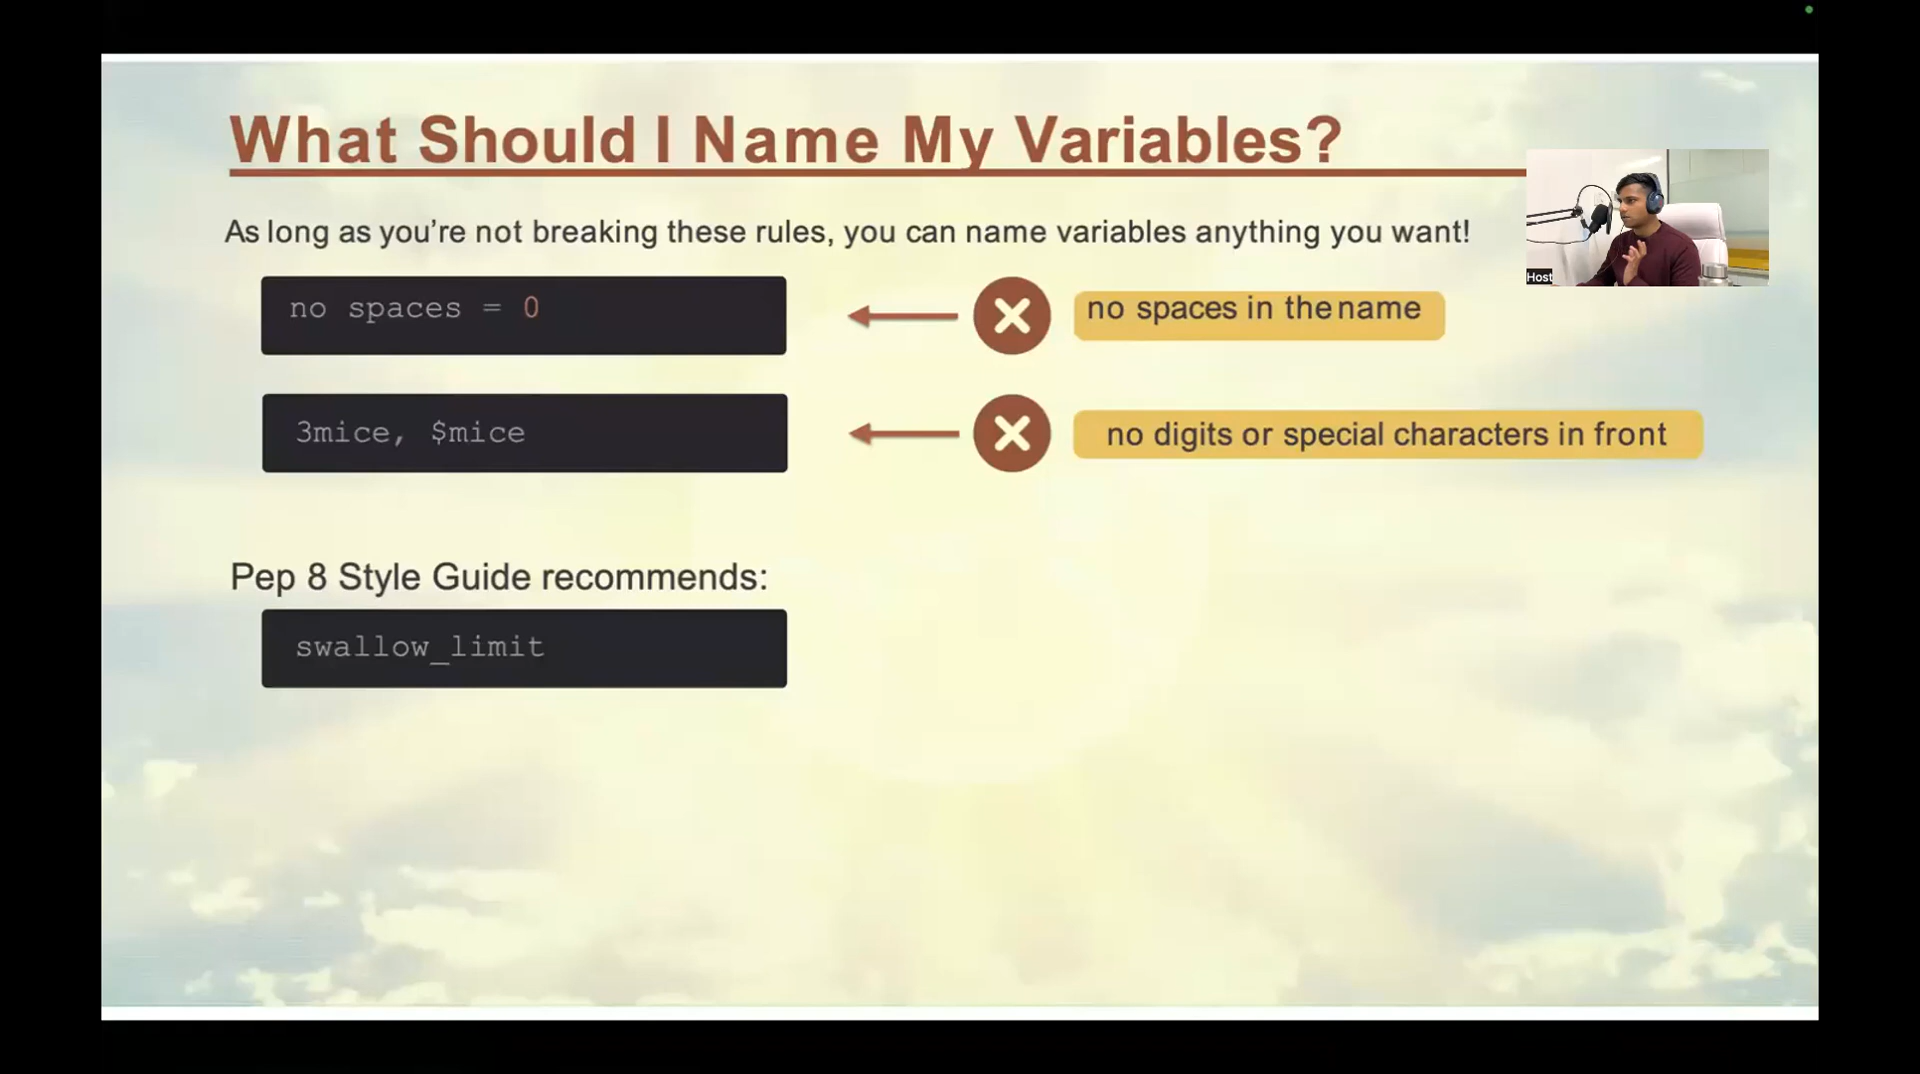 What Should I Name My Variables?
As long as you're not breaking these rules, you can name variables anything you want!
Host
no spaces = 0
no spaces in the name
3mice, $mice
no digits or special characters in front
Pep 8 Style Guide recommends:
swallow_limit